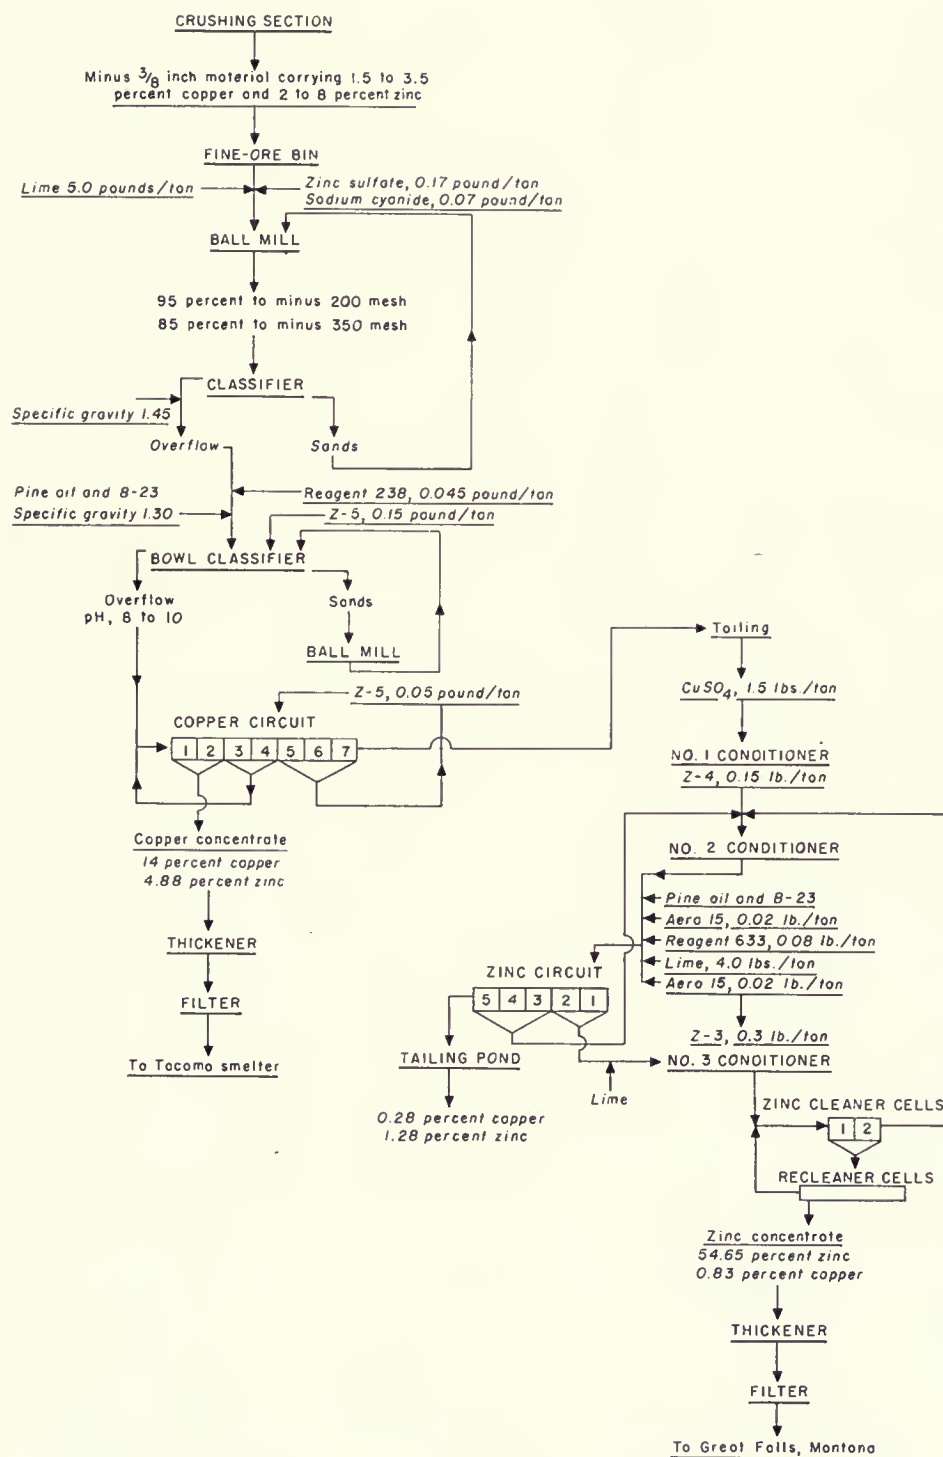 CRUSHING SECTION
Minus 3/8 inch material carrying 1.5 to 3.5
percent copper and 2 to 8 percent zinc
FINE-ORE BIN
Lime 5.0 pounds/ton
Zinc sulfate, 0.17 pound/ton
Sodium cyanide, 0.07 pound/ton
BALL MILL
95 percent to minus 200 mesh
85 percent to minus 350 mesh
CLASSIFIER
Specific gravity 1.45
Overflow
Sands
Pine oil and B-23
Specific gravity 1.30
Reagent 238, 0.045 pound/ton
Z-5, 0.15 pound/ton
BOWL CLASSIFIER
Overflow
pH, 8 to 10
Sands
BALL MILL
Z-5, 0.05 pound/ton
COPPER CIRCUIT
1 2 3 4 5 6 7
Copper concentrate
14 percent copper
4.88 percent zinc
THICKENER
FILTER
To Tacoma smelter
Tailing
CuSO4, 1.5 lbs./ton
NO. 1 CONDITIONER
Z-4, 0.15 lb./ton
NO. 2 CONDITIONER
Pine oil and B-23
Aero 15, 0.02 lb./ton
Reagent 633, 0.08 lb./ton
Lime, 4.0 lbs./ton
Aero 15, 0.02 lb./ton
ZINC CIRCUIT
5 4 3 2 1
TAILING POND
0.28 percent copper
1.28 percent zinc
Lime
Z-3, 0.3 lb./ton
NO. 3 CONDITIONER
ZINC CLEANER CELLS
1 2
RECLEANER CELLS
Zinc concentrate
54.65 percent zinc
0.83 percent copper
THICKENER
FILTER
To Great Falls, Montana